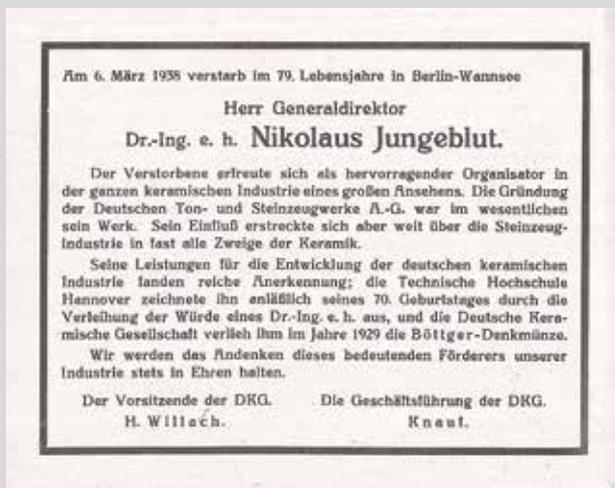 Am 6. März 1938 verstarb im 79. Lebensjahre in Berlin-Wannsee
Herr Generaldirektor
Dr.-Ing. e. h. Nikolaus Jungeblut.
Der Verstorbene erfreute sich als hervorragender Organisator in
der ganzen keramischen Industrie eines großen Ansehens. Die Gründung
der Deutschen Ton- und Steinzeugwerke A.-G. war im wesentlichen
sein Werk. Sein Einfluß erstreckte sich aber weit über die Steinzeug-
industrie in fast alle Zweige der Keramik.
Seine Leistungen für die Entwicklung der deutschen keramischen
Industrie fanden reiche Anerkennung; die Technische Hochschule
Hannover zeichnete ihn anläßlich seines 70. Geburtstages durch die
Verleihung der Würde eines Dr.-Ing. e. h. aus, und die Deutsche Kera-
mische Gesellschaft verlieh ihm im Jahre 1929 die Böttger-Denkmünze.
Wir werden das Andenken dieses bedeutenden Förderers unserer
Industrie stets in Ehren halten.
Der Vorsitzende der DKG. Die Geschäftsführung der DKG.
H. Willach. Knauf.